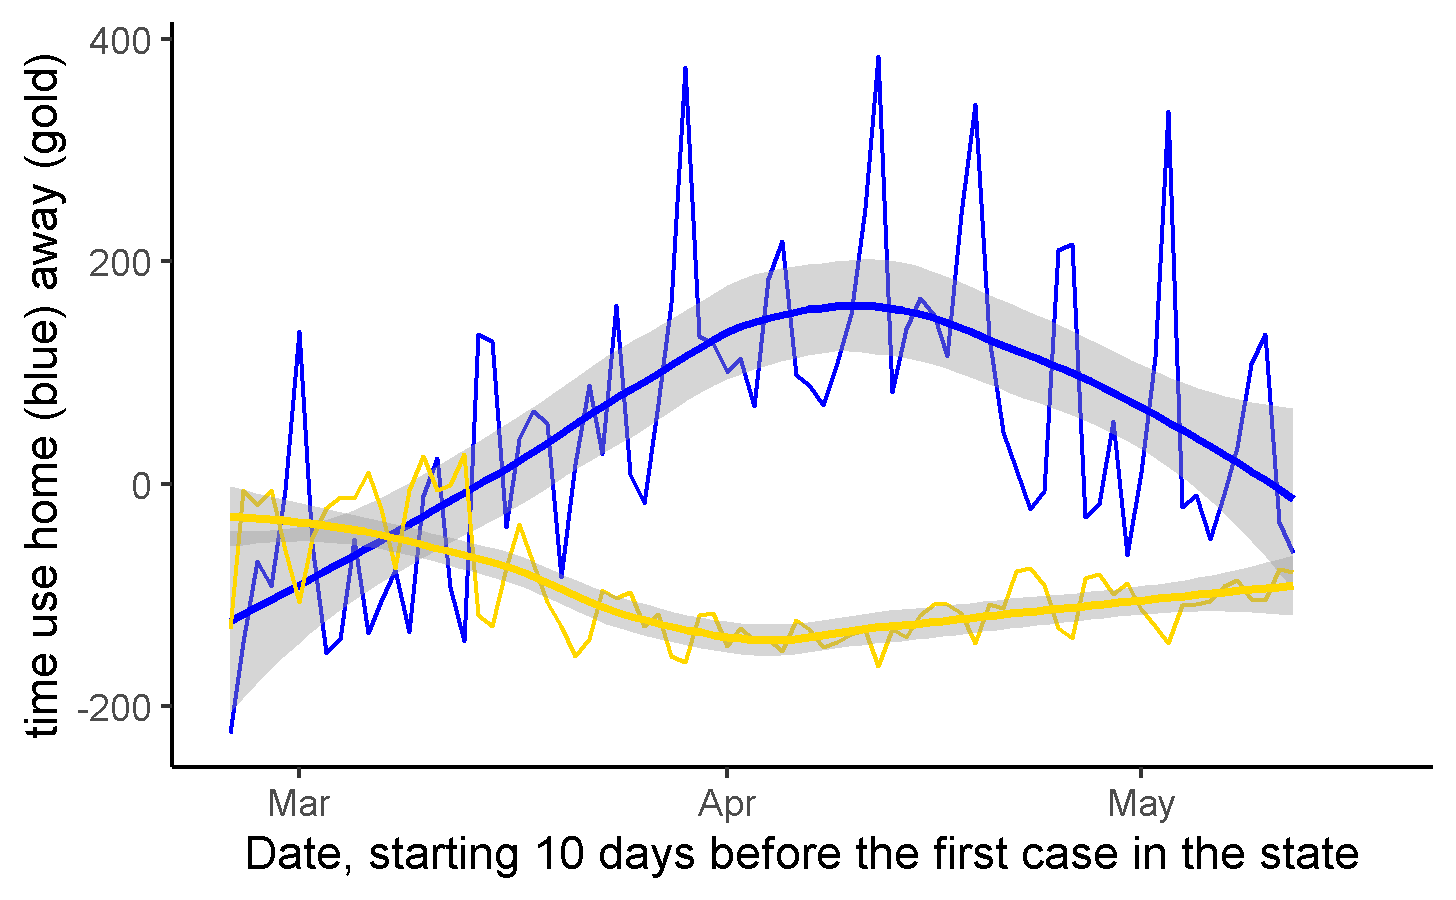 time use home (blue) away (gold)
400
200
0
-200
Mar
Apr
May
Date, starting 10 days before the first case in the state